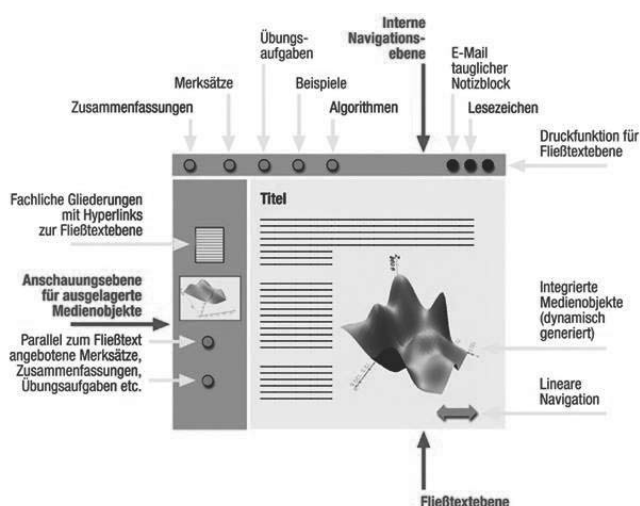 Interne
Navigations-
ebene
Übungs-
aufgaben
E-Mail
tauglicher
Notizblock
Merksätze
Beispiele
Zusammenfassungen
Algorithmen
Lesezeichen
Druckfunktion für
Fließtextebene
Fachliche Gliederungen
mit Hyperlinks
zur Fließtextebene
Titel
Anschauungsebene
für ausgelagerte
Medienobjekte
Integrierte
Medienobjekte
(dynamisch
generiert)
Parallel zum Fließtext
angebotene Merksätze,
Zusammenfassungen,
Übungsaufgaben etc.
Lineare
Navigation
Fließtextebene